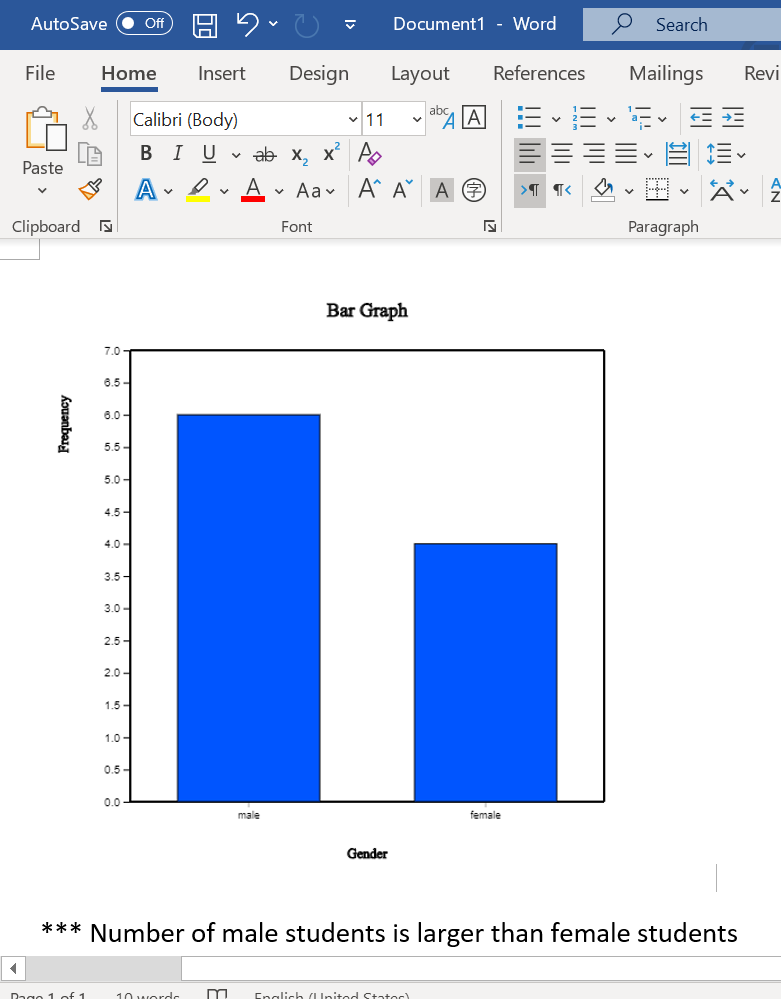 AutoSave Off Document1 - Word Search
File Home Insert Design Layout References Mailings Revi
Calibri (Body) 11 abc A A
Paste B I U ab x2 x2 A
A A Aa A A A 字 A Z
Clipboard Font Paragraph
Bar Graph
Frequency
7.0
6.5
6.0
5.5
5.0
4.5
4.0
3.5
3.0
2.5
2.0
1.5
1.0
0.5
0.0
male female
Gender
*** Number of male students is larger than female students
Page 1 of 1 10 words English (United States)